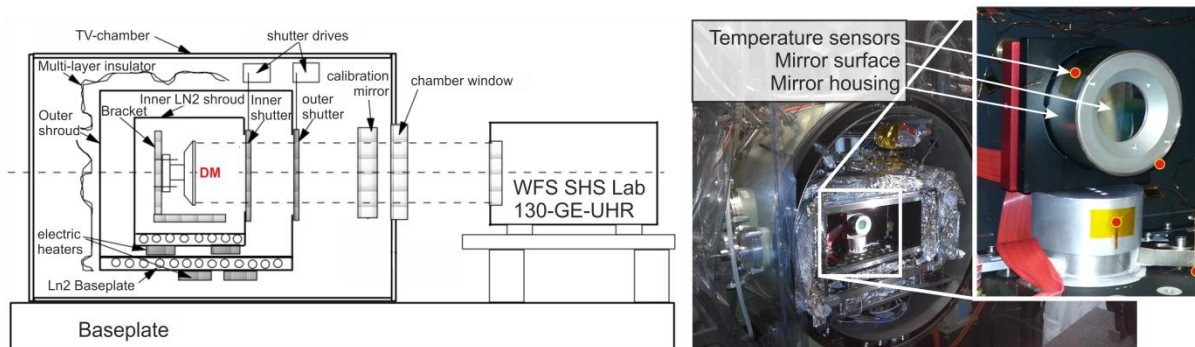 TV-chamber
shutter drives
Multi-layer insulator
calibration
mirror
chamber window
Inner LN2 shroud
Inner
shutter
outer
shutter
Outer
shroud
Bracket
DM
WFS SHS Lab
130-GE-UHR
electric
heaters
Ln2 Baseplate
Baseplate
Temperature sensors
Mirror surface
Mirror housing